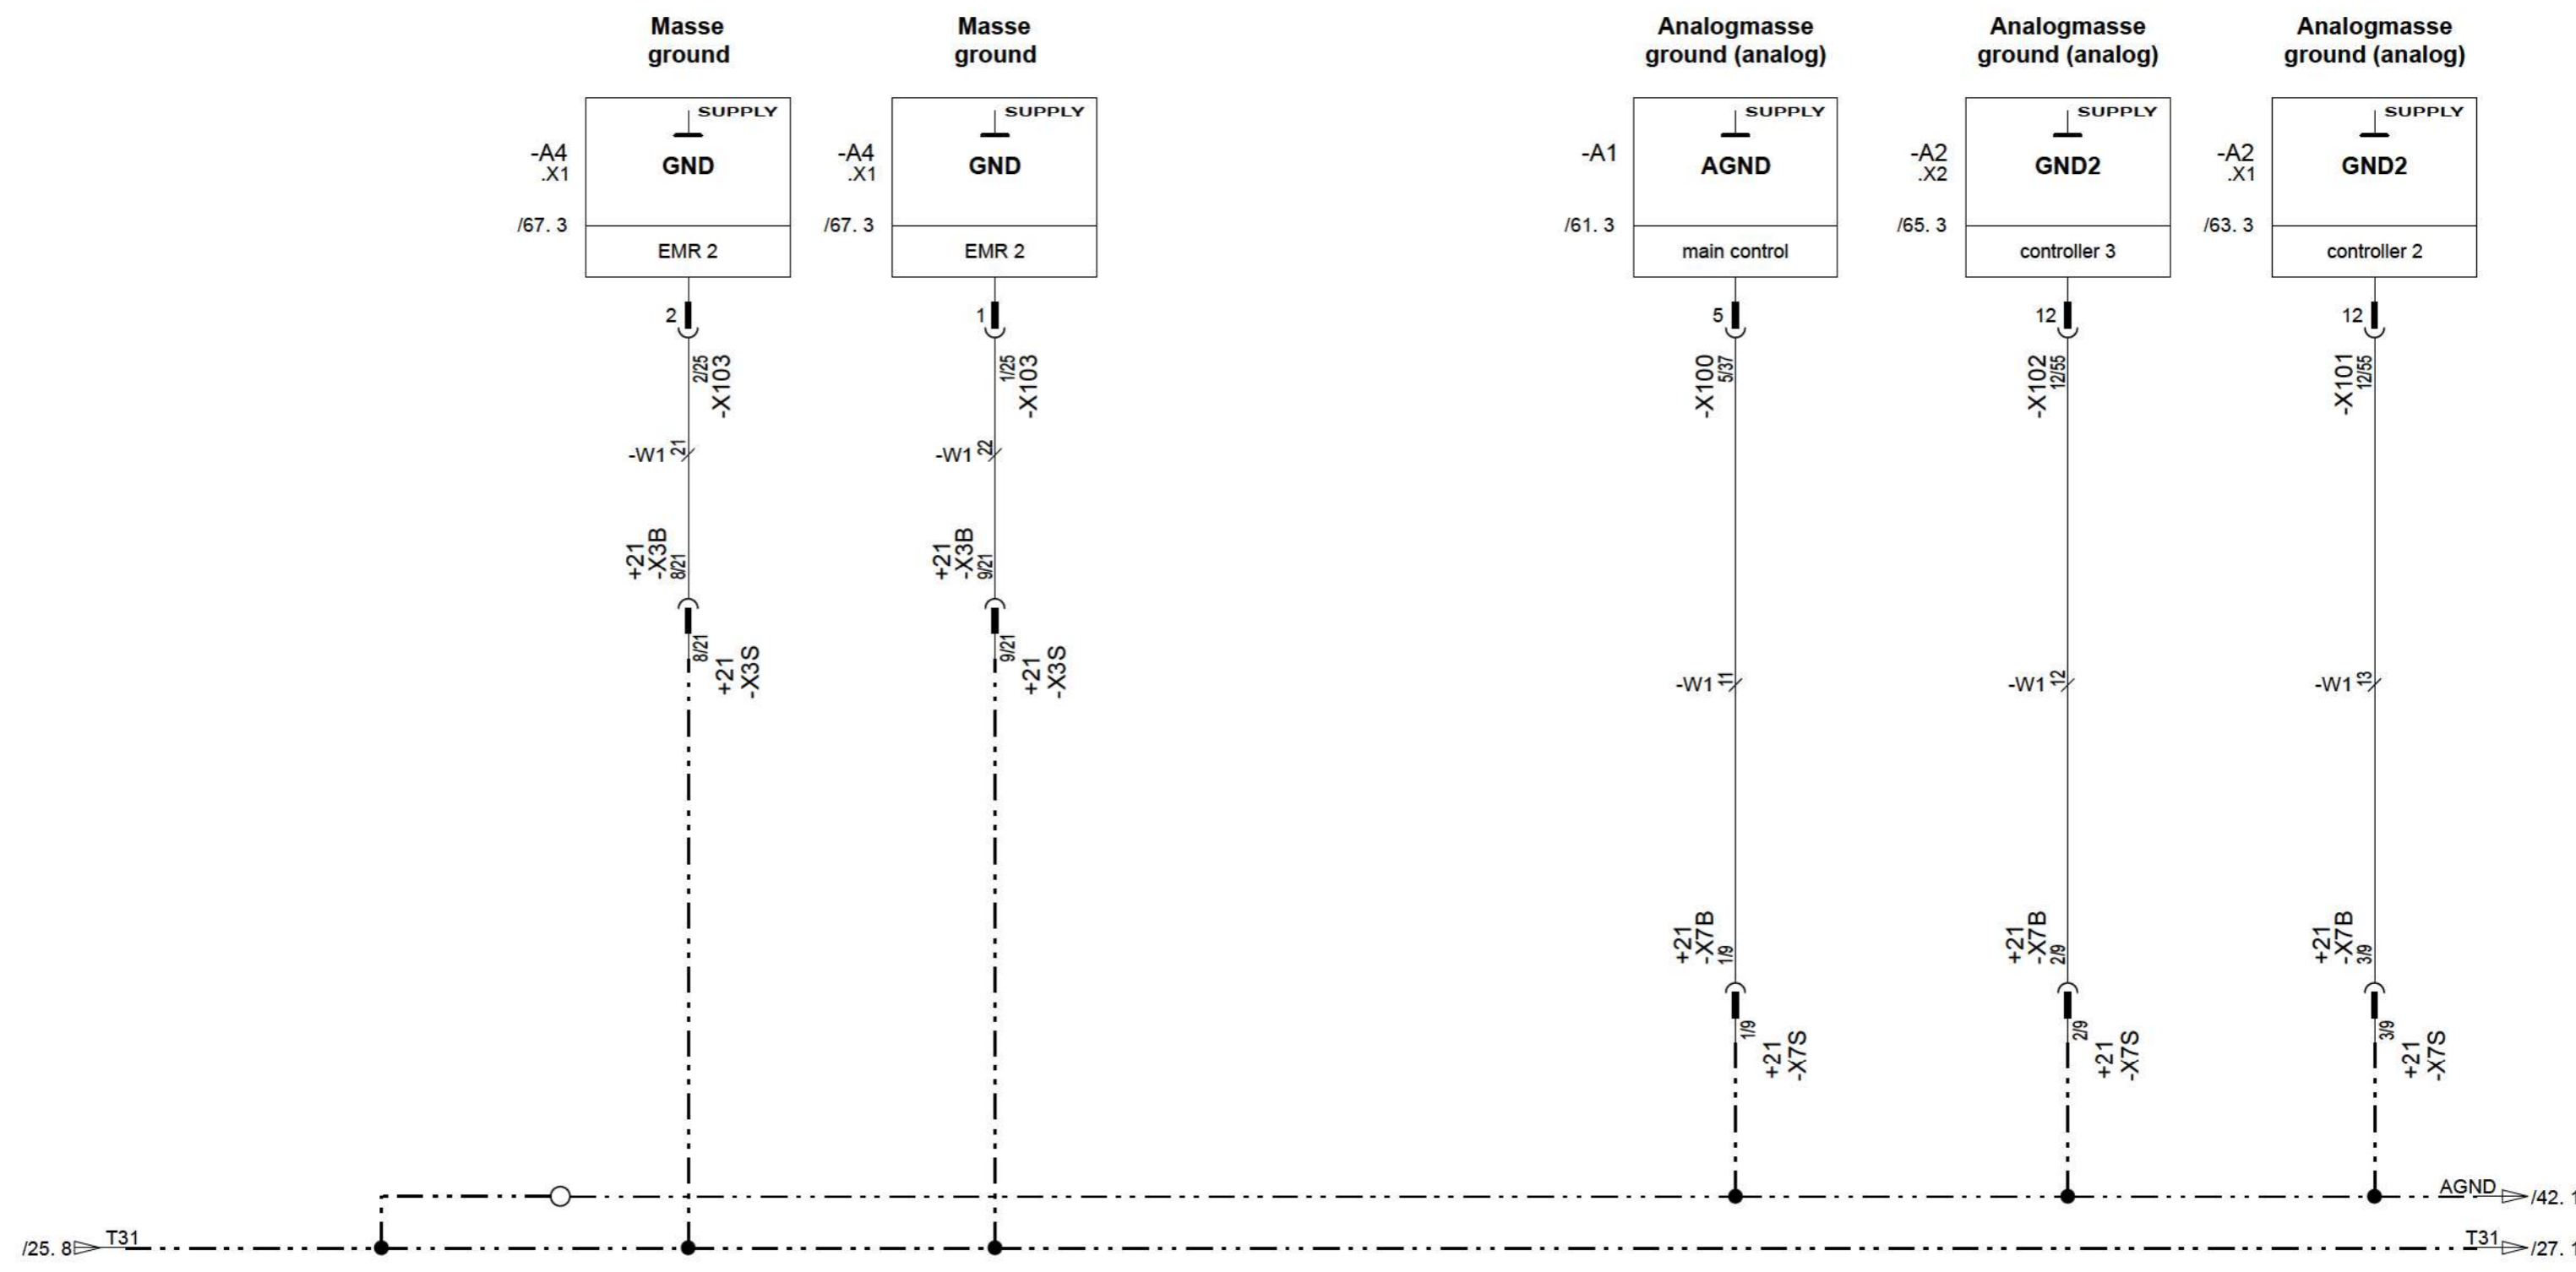 Masse
ground
Masse
ground
Analogmasse
ground (analog)
Analogmasse
ground (analog)
Analogmasse
ground (analog)
SUPPLY
GND
-A4
.X1
/67. 3
EMR 2
SUPPLY
GND
-A4
.X1
/67. 3
EMR 2
SUPPLY
AGND
-A1
/61. 3
main control
SUPPLY
GND2
-A2
.X2
/65. 3
controller 3
SUPPLY
GND2
-A2
.X1
/63. 3
controller 2
2
2/25
-X103
-W1
21
+21
-X3B
8/21
8/21
+21
-X3S
1
1/25
-X103
-W1
22
+21
-X3B
9/21
9/21
+21
-X3S
5
-X100
5/37
-W1
11
+21
-X7B
1/9
1/9
+21
-X7S
12
-X102
12/55
-W1
12
+21
-X7B
2/9
2/9
+21
-X7S
12
-X101
12/55
-W1
13
+21
-X7B
3/9
3/9
+21
-X7S
AGND
/42. 1
/25. 8
T31
T31
/27. 1